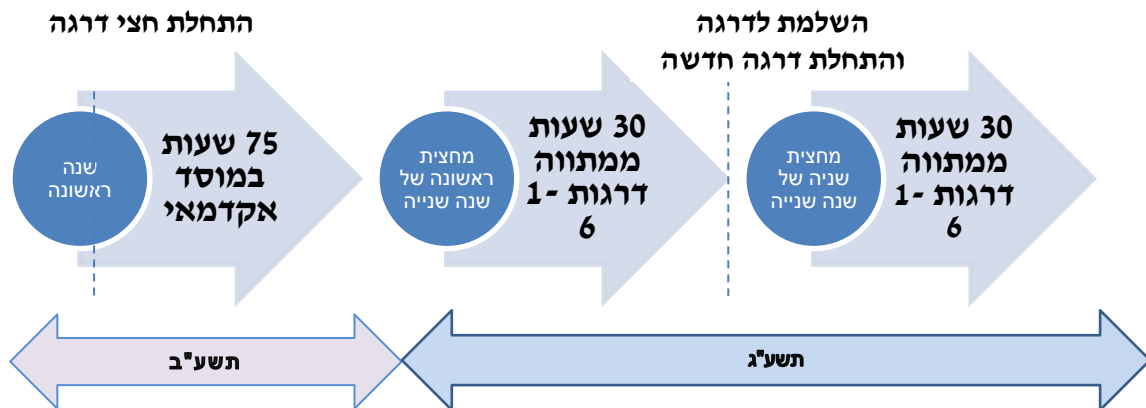 התחלת חצי דרגה
השלמת לדרגה
והתחלת דרגה חדשה
שנה
ראשונה
75 שעות
במוסד
אקדמאי
מחצית
ראשונה של
שנה שנייה
30 שעות
ממתווה
דרגות 1-
6
מחצית
שניה של
שנה שנייה
30 שעות
ממתווה
דרגות 1-
6
תשע"ב
תשע"ג